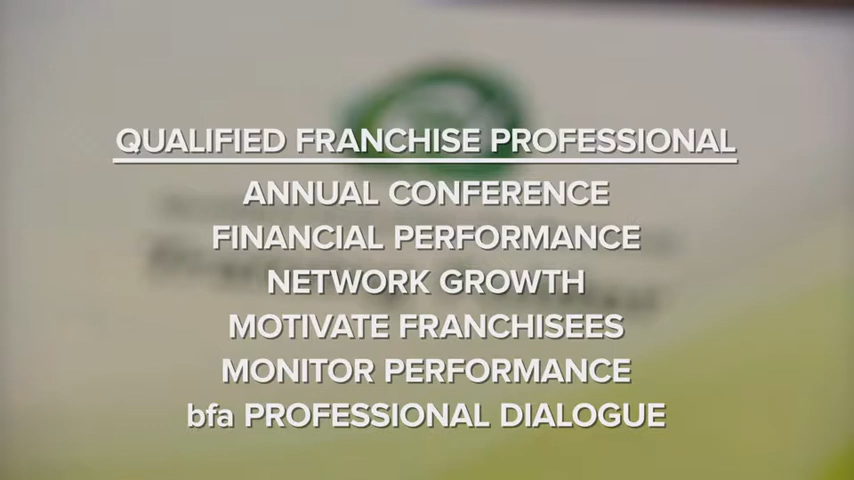 QUALIFIED FRANCHISE PROFESSIONAL
ANNUAL CONFERENCE
FINANCIAL PERFORMANCE
NETWORK GROWTH
MOTIVATE FRANCHISEES
MONITOR PERFORMANCE
bfa PROFESSIONAL DIALOGUE